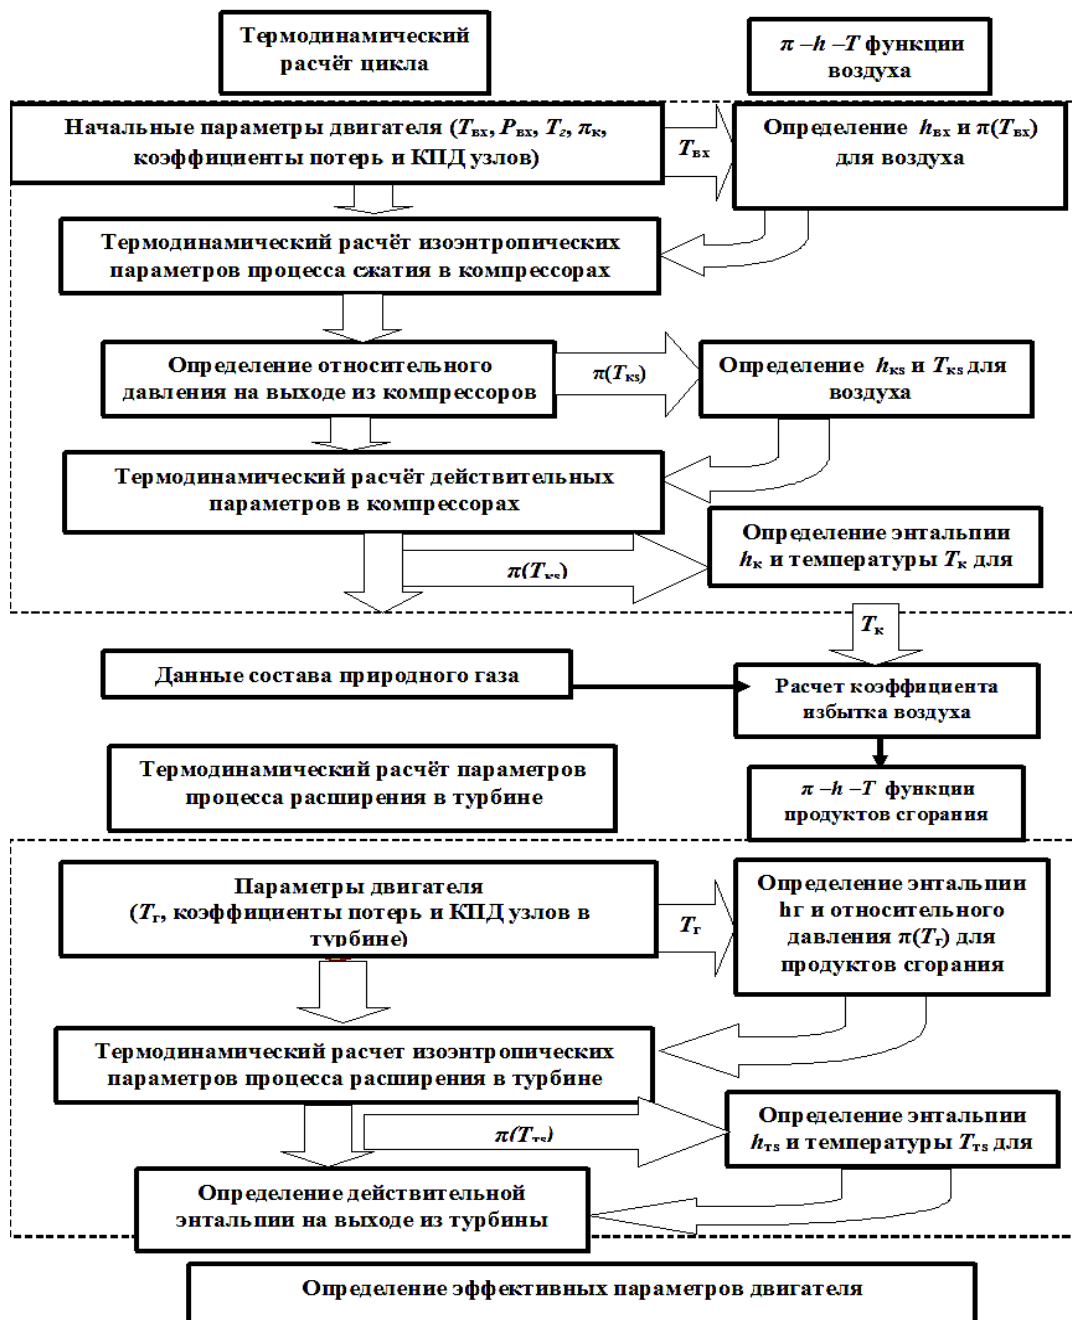 Термодинамический
расчёт цикла
π –h –T функции
воздуха
Начальные параметры двигателя (Tвх, Pвх, Tг, πк,
коэффициенты потерь и КПД узлов)
Tвх
Определение hвх и π(Tвх)
для воздуха
Термодинамический расчёт изоэнтропических
параметров процесса сжатия в компрессорах
Определение относительного
давления на выходе из компрессоров
π(Tкs)
Определение hкs и Tкs для
воздуха
Термодинамический расчёт действительных
параметров в компрессорах
π(Tкs)
Определение энтальпии
hк и температуры Tк для
Tк
Данные состава природного газа
Расчет коэффициента
избытка воздуха
Термодинамический расчёт параметров
процесса расширения в турбине
π –h –T функции
продуктов сгорания
Параметры двигателя
(Tг, коэффициенты потерь и КПД узлов в
турбине)
Tг
Определение энтальпии
hг и относительного
давления π(Tг) для
продуктов сгорания
Термодинамический расчет изоэнтропических
параметров процесса расширения в турбине
π(Tтs)
Определение энтальпии
hтs и температуры Tтs для
Определение действительной
энтальпии на выходе из турбины
Определение эффективных параметров двигателя